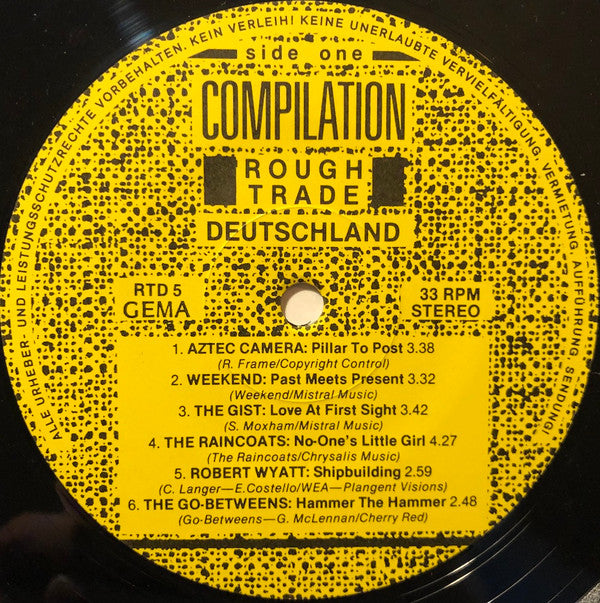 ALLE URHEBER- UND LEISTUNGSSCHUTZRECHTE VORBEHALTEN. KEIN VERLEIH! KEINE UNERLAUBTE VERVIELFÄLTIGUNG, VERMIETUNG, AUFFÜHRUNG, SENDUNG!
side one
COMPILATION
ROUGH
TRADE
DEUTSCHLAND
RTD 5
GEMA
33 RPM
STEREO
1. AZTEC CAMERA: Pillar To Post 3.38
(R. Frame/Copyright Control)
2. WEEKEND: Past Meets Present 3.32
(Weekend/Mistral Music)
3. THE GIST: Love At First Sight 3.42
(S. Moxham/Mistral Music)
4. THE RAINCOATS: No-One's Little Girl 4.27
(The Raincoats/Chrysalis Music)
5. ROBERT WYATT: Shipbuilding 2.59
(C. Langer—E.Costello/WEA—Plangent Visions)
6. THE GO-BETWEENS: Hammer The Hammer 2.48
(Go-Betweens—G. McLennan/Cherry Red)